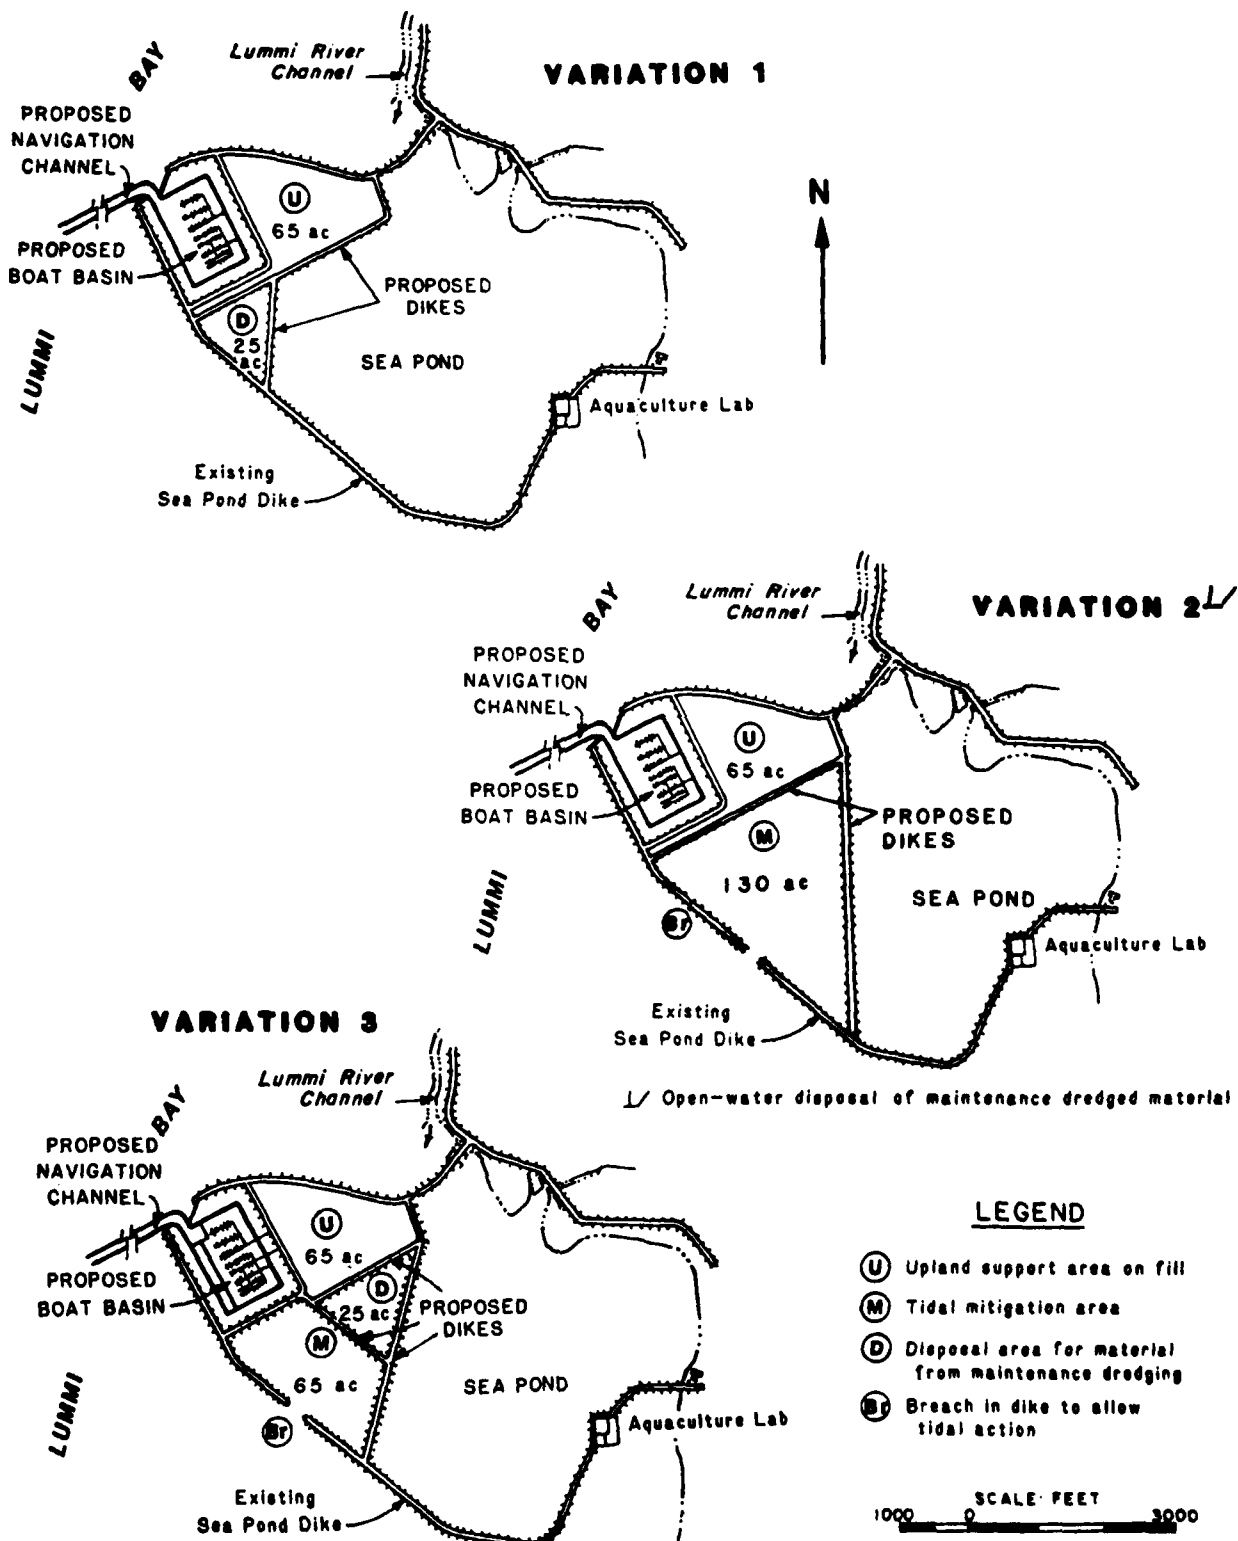 VARIATION 1
Lummi River
Channel
BAY
PROPOSED
NAVIGATION
CHANNEL
U
65 ac
PROPOSED
BOAT BASIN
PROPOSED
DIKES
D
25
ac
SEA POND
LUMMI
Aquaculture Lab
Existing
Sea Pond Dike
N
VARIATION 2 1/
Lummi River
Channel
BAY
PROPOSED
NAVIGATION
CHANNEL
U
65 ac
PROPOSED
BOAT BASIN
PROPOSED
DIKES
M
130 ac
SEA POND
LUMMI
Br
Aquaculture Lab
Existing
Sea Pond Dike
1/ Open-water disposal of maintenance dredged material
VARIATION 3
Lummi River
Channel
BAY
PROPOSED
NAVIGATION
CHANNEL
U
65 ac
PROPOSED
BOAT BASIN
D
25 ac
PROPOSED
DIKES
M
65 ac
SEA POND
LUMMI
Br
Aquaculture Lab
Existing
Sea Pond Dike
LEGEND
U Upland support area on fill
M Tidal mitigation area
D Disposal area for material
from maintenance dredging
Br Breach in dike to allow
tidal action
SCALE: FEET
1000 0 3000